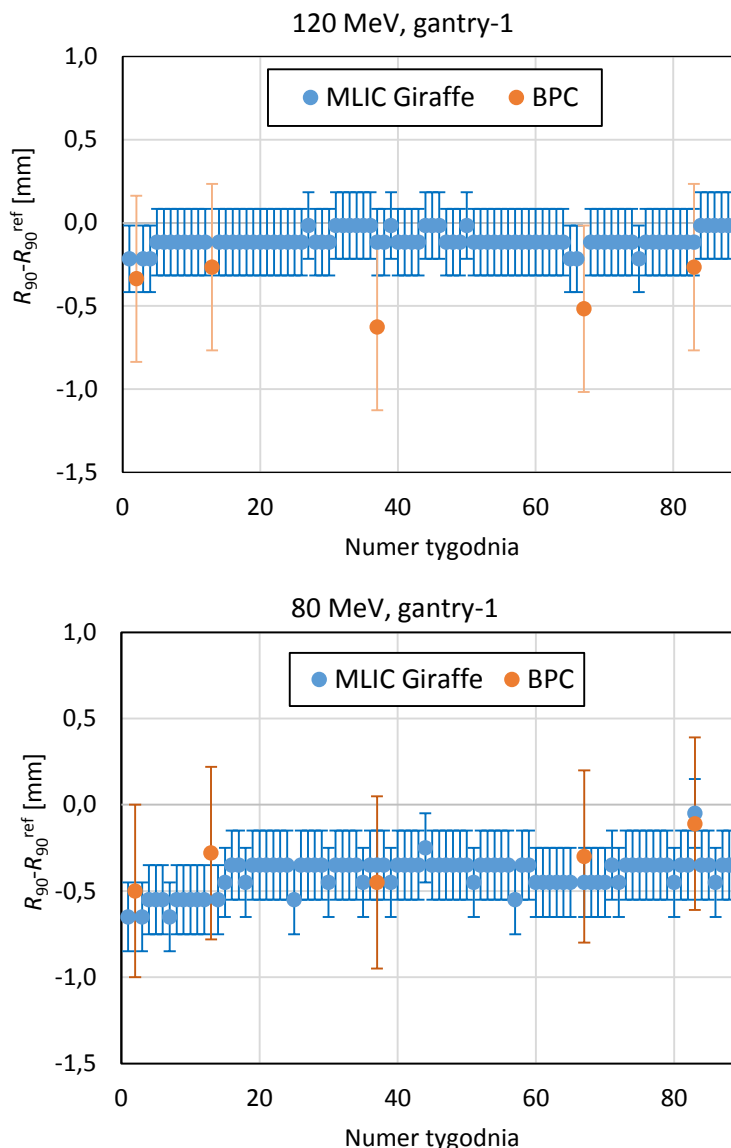 120 MeV, gantry-1
1,0
MLIC Giraffe BPC
0,5
0,0
-0,5
-1,0
-1,5
R90-R90ref [mm]
0 20 40 60 80
Numer tygodnia
80 MeV, gantry-1
1,0
MLIC Giraffe BPC
0,5
0,0
-0,5
-1,0
-1,5
R90-R90ref [mm]
0 20 40 60 80
Numer tygodnia